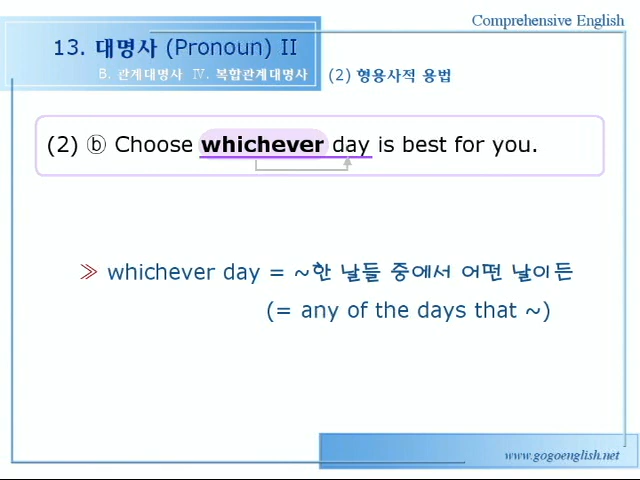 Comprehensive English
13. 대명사 (Pronoun) II
B. 관계대명사 Ⅳ. 복합관계대명사
(2) 형용사적 용법
(2) ⓑ Choose whichever day is best for you.
≫ whichever day = ~한 날들 중에서 어떤 날이든
(= any of the days that ~)
www.gogoenglish.net